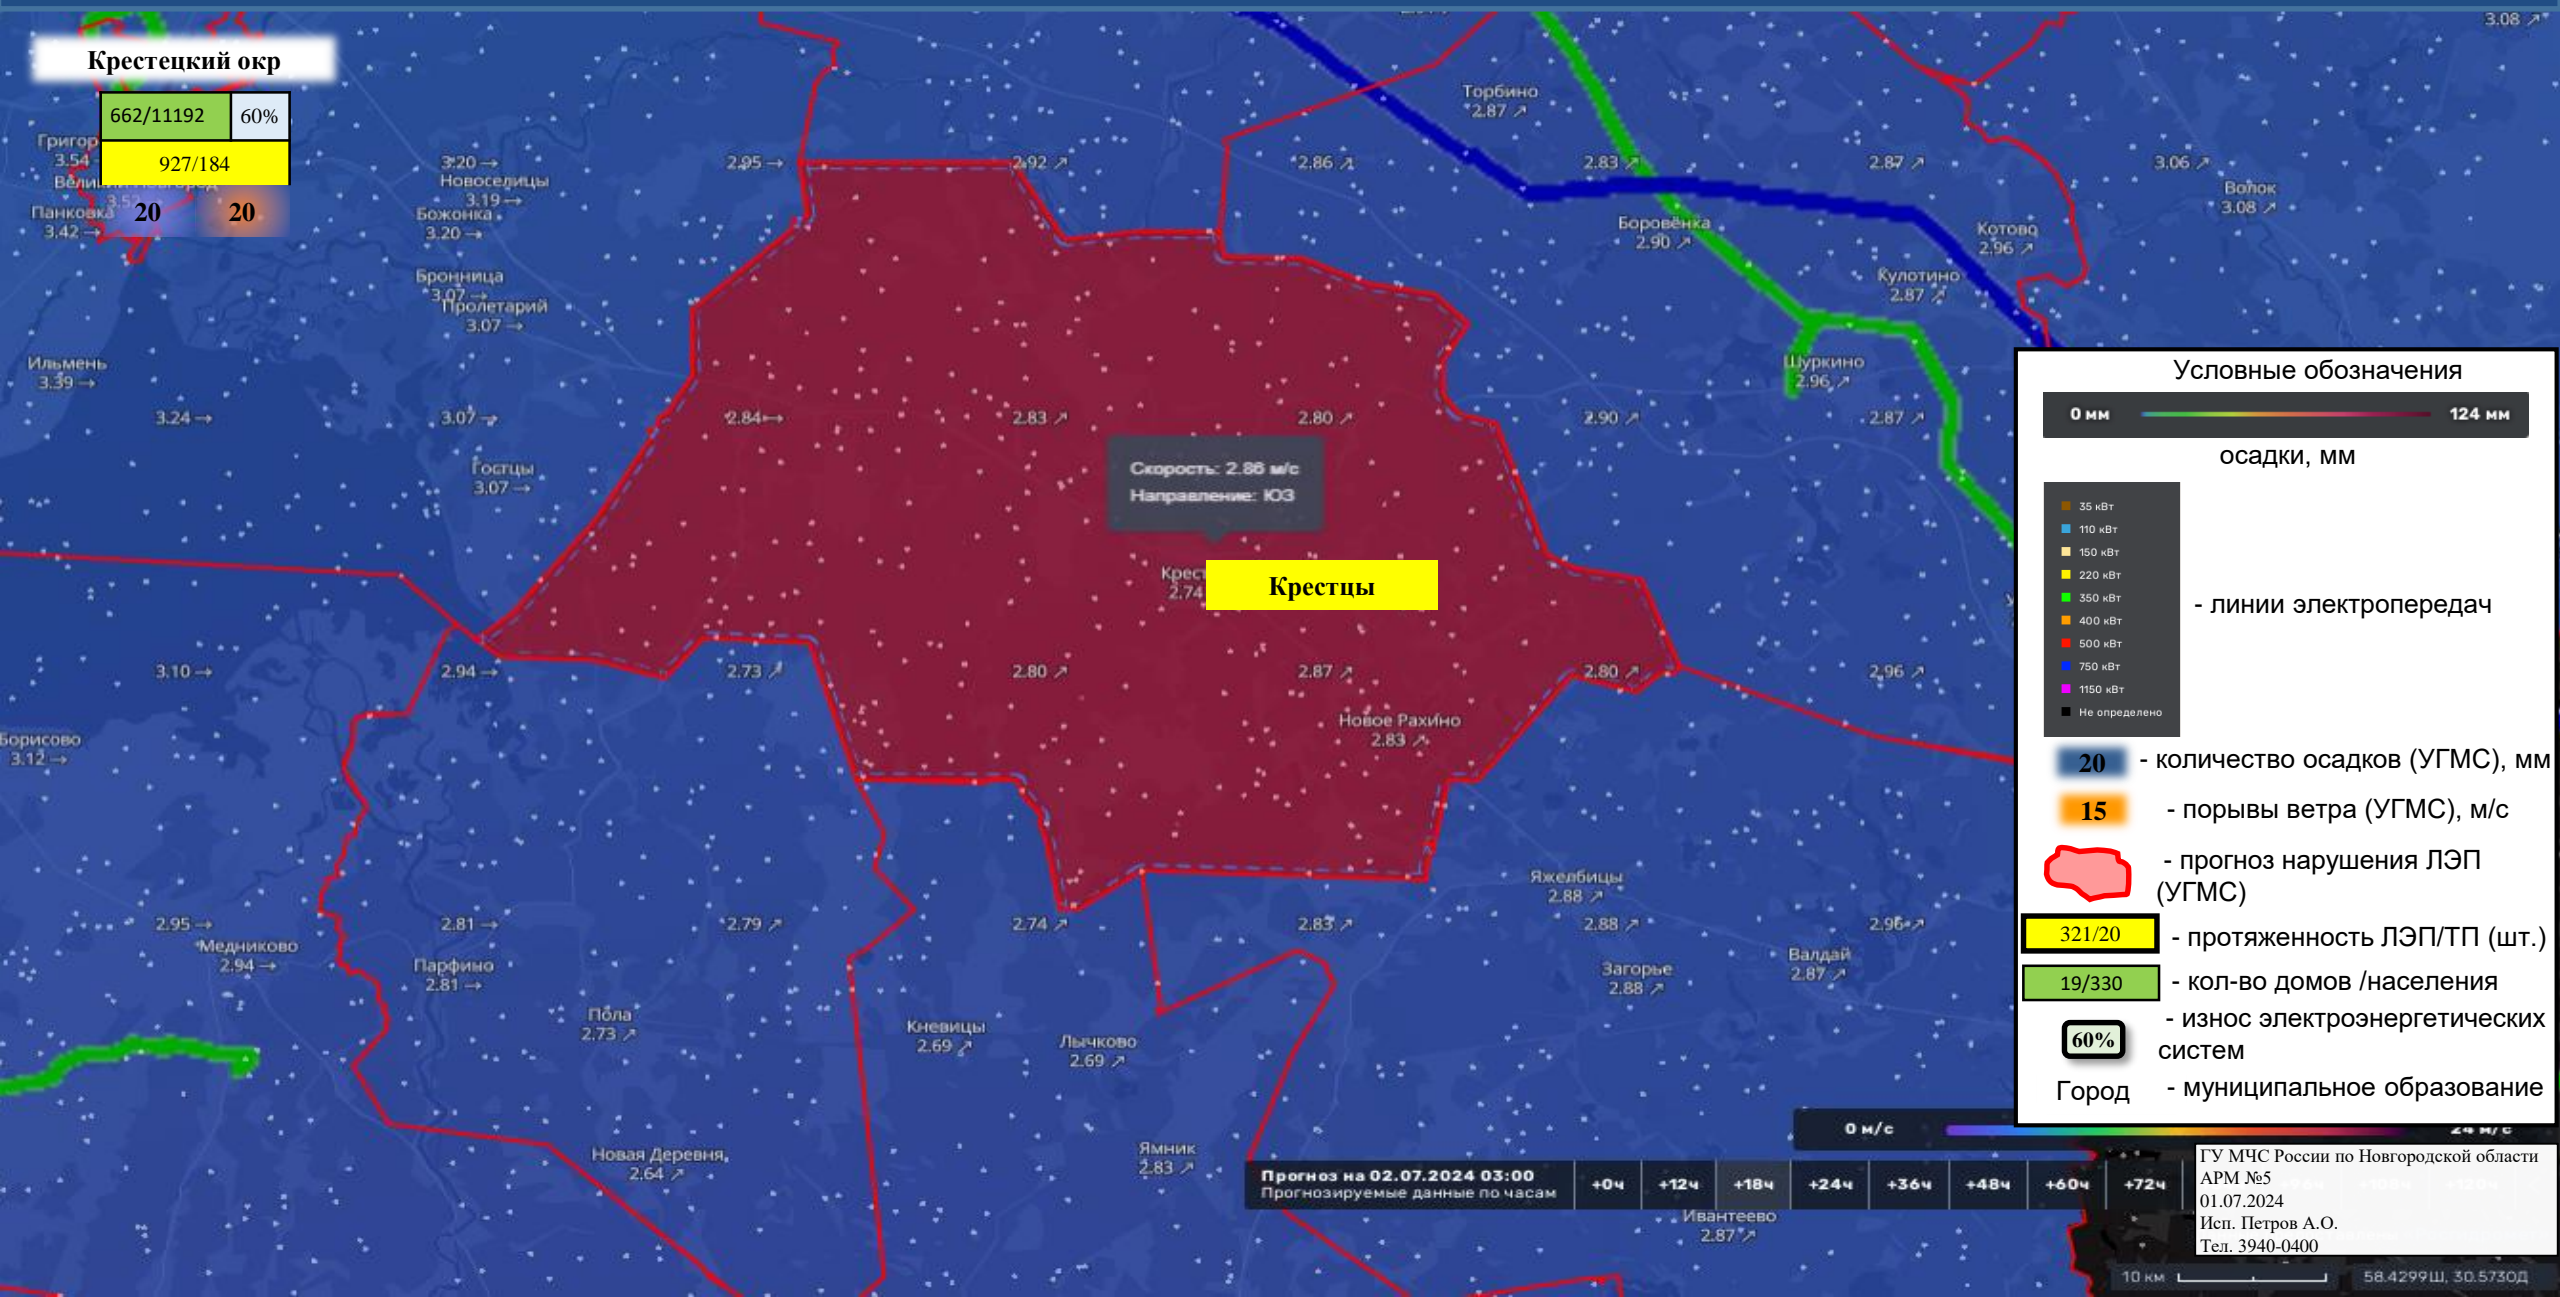 3.08 ↗
Крестецкий окр
662/11192 60%
927/184
20 20
Григор
3.54
Панковка
3.42 →
Торбино
2.87 ↗
3.20 →
Новоселицы
3.19 →
Божонка
3.20 →
2.95 →
2.92 ↗
2.86 ↗
2.83 ↗
2.87 ↗
3.06 ↗
Волок
3.08 ↗
Боровёнка
2.90 ↗
Котово
2.96 ↗
Кулотино
2.87 ↗
Бронница
3.07 →
Пролетарий
3.07 →
Ильмень
3.39 →
Шуркино
2.96 ↗
3.24 →
3.07 →
2.84 →
2.83 ↗
2.80 ↗
2.90 ↗
2.87 ↗
Гостцы
3.07 →
Скорость: 2.86 м/с
Направление: ЮЗ
Крест
2.74
Крестцы
3.10 →
2.94 →
2.73 ↗
2.80 ↗
2.87 ↗
2.80 ↗
2.96 ↗
Новое Рахино
2.83 ↗
Борисово
3.12 →
Яжелбицы
2.88 ↗
2.95 →
2.81 →
2.79 ↗
2.74 ↗
2.83 ↗
2.88 ↗
2.96 ↗
Медниково
2.94 →
Парфино
2.81 →
Загорье
2.88 ↗
Валдай
2.87 ↗
Пола
2.73 ↗
Кневицы
2.69 ↗
Лычково
2.69 ↗
Новая Деревня
2.64 ↗
Ямник
2.83 ↗
Ивантеево
2.87 ↗
Условные обозначения
0 мм 124 мм
осадки, мм
35 кВт
110 кВт
150 кВт
220 кВт
350 кВт
400 кВт
500 кВт
750 кВт
1150 кВт
Не определено
- линии электропередач
20 - количество осадков (УГМС), мм
15 - порывы ветра (УГМС), м/с
- прогноз нарушения ЛЭП
(УГМС)
321/20 - протяженность ЛЭП/ТП (шт.)
19/330 - кол-во домов /населения
60% - износ электроэнергетических
систем
Город - муниципальное образование
0 м/с 24 м/с
Прогноз на 02.07.2024 03:00
Прогнозируемые данные по часам
+0ч +12ч +18ч +24ч +36ч +48ч +60ч +72ч
ГУ МЧС России по Новгородской области
АРМ №5
01.07.2024
Исп. Петров А.О.
Тел. 3940-0400
10 км
58.4299Ш, 30.5730Д